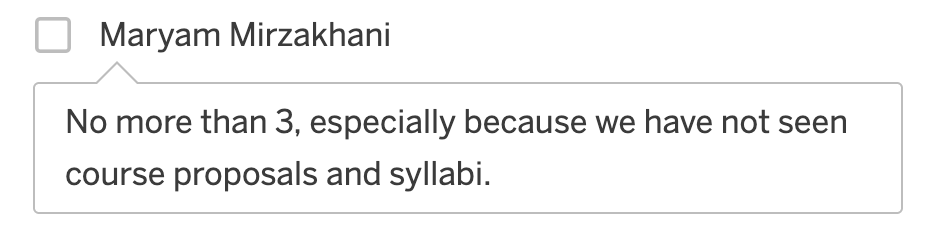 Maryam Mirzakhani
No more than 3, especially because we have not seen
course proposals and syllabi.